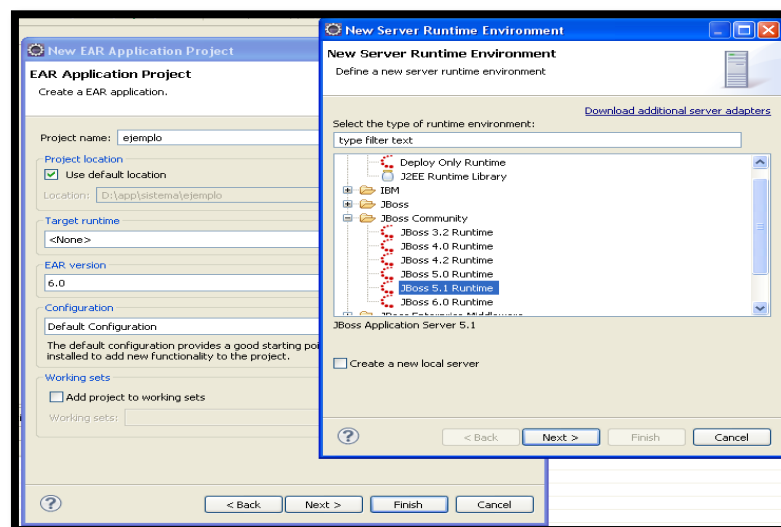 New EAR Application Project
EAR Application Project
Create a EAR application.
Project name: ejemplo
Project location
Use default location
Location: D:\app\sistema\ejemplo
Target runtime
<None>
EAR version
6.0
Configuration
Default Configuration
The default configuration provides a good starting poi
installed to add new functionality to the project.
Working sets
Add project to working sets
Working sets:
?
< Back
Next >
Finish
Cancel
New Server Runtime Environment
New Server Runtime Environment
Define a new server runtime environment
Download additional server adapters
Select the type of runtime environment:
type filter text
Deploy Only Runtime
J2EE Runtime Library
IBM
JBoss
JBoss Community
JBoss 3.2 Runtime
JBoss 4.0 Runtime
JBoss 4.2 Runtime
JBoss 5.0 Runtime
JBoss 5.1 Runtime
JBoss 6.0 Runtime
JBoss Enterprise Middleware
JBoss Application Server 5.1
Create a new local server
?
< Back
Next >
Finish
Cancel